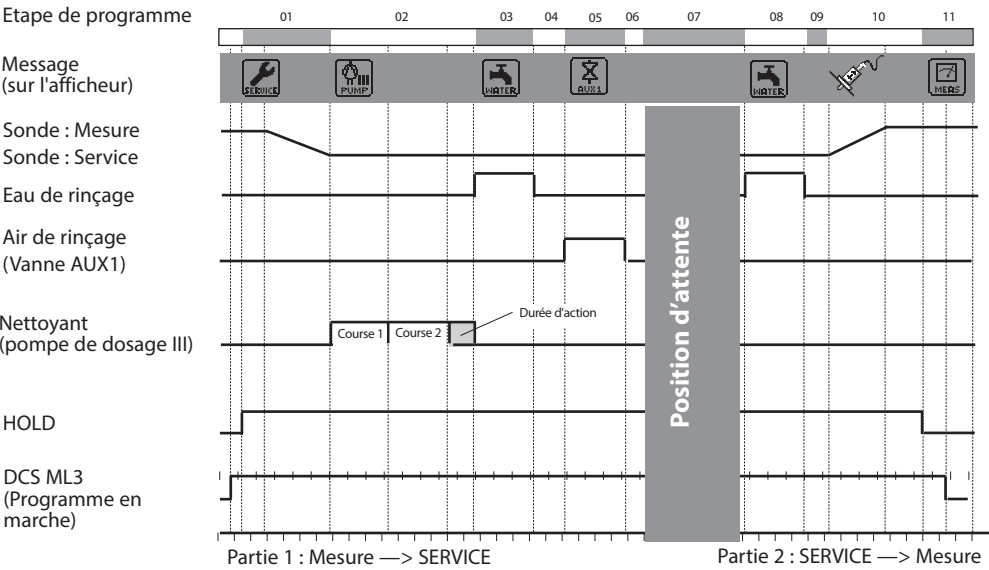 Etape de programme
01 02 03 04 05 06 07 08 09 10 11
Message
(sur l'afficheur)
SERVICE PUMP WATER AUX1 WATER MEAS
Sonde : Mesure
Sonde : Service
Eau de rinçage
Air de rinçage
(Vanne AUX1)
Nettoyant
(pompe de dosage III)
Course 1 Course 2
Durée d'action
Position d'attente
HOLD
DCS ML3
(Programme en
marche)
Partie 1 : Mesure —> SERVICE
Partie 2 : SERVICE —> Mesure